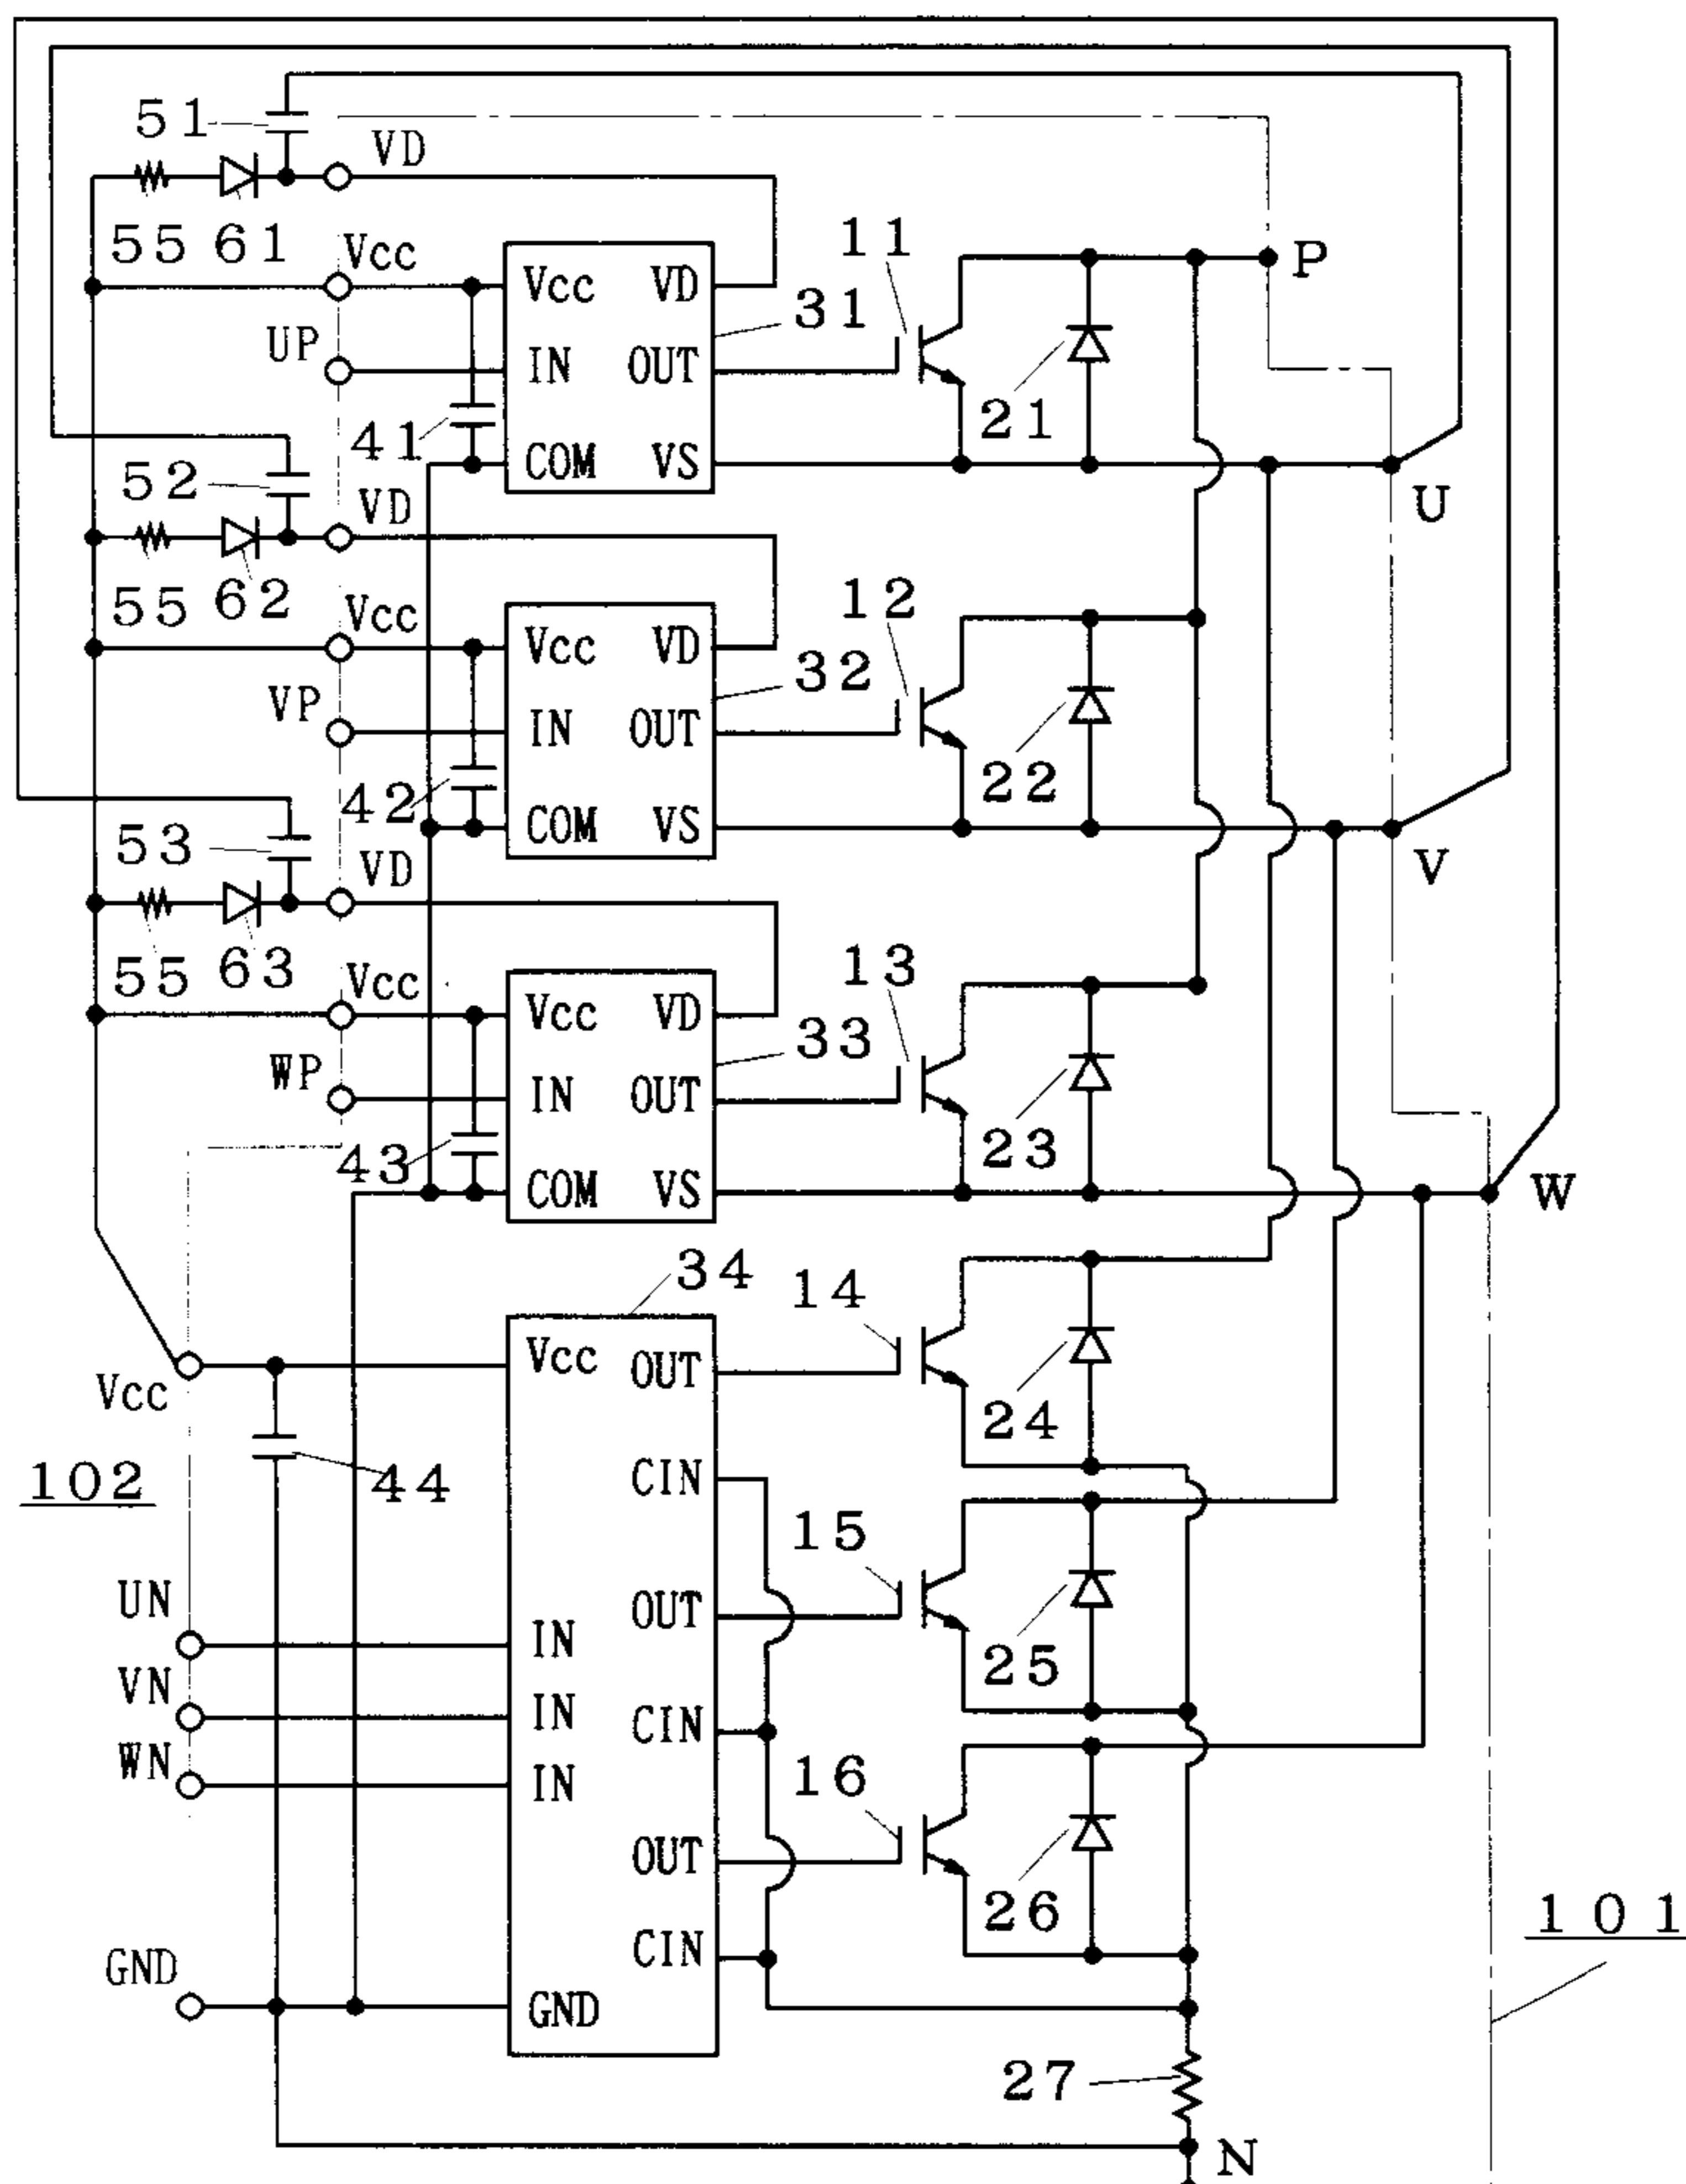 51
VD
55 61
Vcc
11
P
Vcc VD
31
UP
IN OUT
21
41
COM VS
52
VD
U
55 62
Vcc
12
Vcc VD
32
VP
IN OUT
22
42
COM VS
53
VD
V
55 63
Vcc
13
Vcc VD
33
WP
IN OUT
23
43
COM VS
W
34
14
Vcc OUT
Vcc
24
102
44
CIN
15
UN
OUT
IN
25
VN
IN
CIN
WN
IN
16
OUT
26
101
CIN
GND
GND
27
N